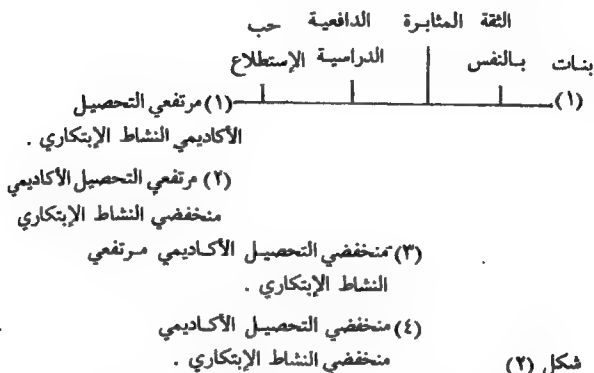 الثقة المثابرة الدافعية حب
بنات بالنفس الدراسية الإستطلاع
(١) (١) مرتفعي التحصيل
الأكاديمي النشاط الإبتكاري .
(٢) مرتفعي التحصيل الأكاديمي
منخفضي النشاط الإبتكاري
(٣) منخفضي التحصيل الأكاديمي مرتفعي
النشاط الإبتكاري .
(٤) منخفضي التحصيل الأكاديمي
شكل (٢) منخفضي النشاط الإبتكاري .